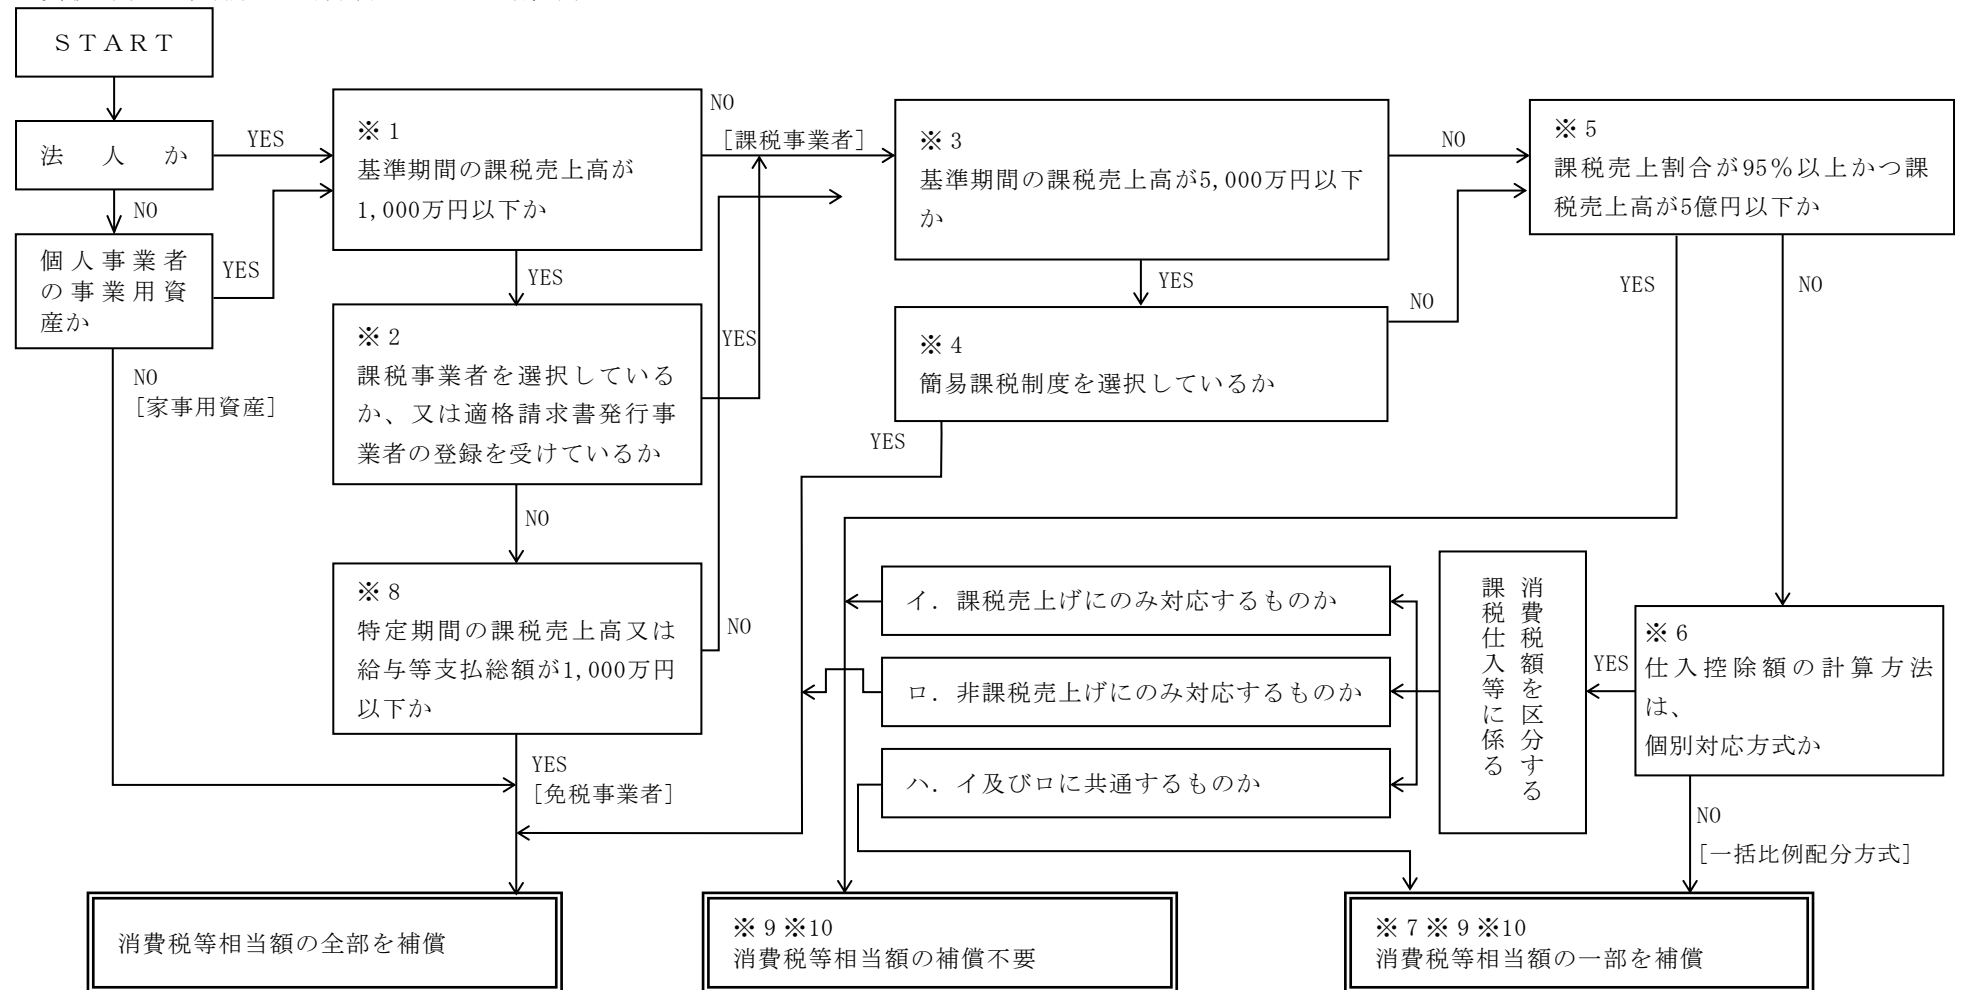 ＳＴＡＲＴ
法　人　か
YES
NO
個人事業者
の事業用資
産か
YES
NO
［家事用資産］
※１
基準期間の課税売上高が
1,000万円以下か
NO
［課税事業者］
YES
※２
課税事業者を選択している
か、又は適格請求書発行事
業者の登録を受けているか
YES
NO
※８
特定期間の課税売上高又は
給与等支払総額が1,000万円
以下か
NO
YES
［免税事業者］
※３
基準期間の課税売上高が5,000万円以下
か
NO
YES
※４
簡易課税制度を選択しているか
NO
YES
※５
課税売上割合が95％以上かつ課
税売上高が5億円以下か
YES
NO
※６
仕入控除額の計算方法
は、
個別対応方式か
YES
NO
［一括比例配分方式］
課税仕入等に係る
消費税額を区分する
イ．課税売上げにのみ対応するものか
ロ．非課税売上げにのみ対応するものか
ハ．イ及びロに共通するものか
消費税等相当額の全部を補償
※９※10
消費税等相当額の補償不要
※７※９※10
消費税等相当額の一部を補償